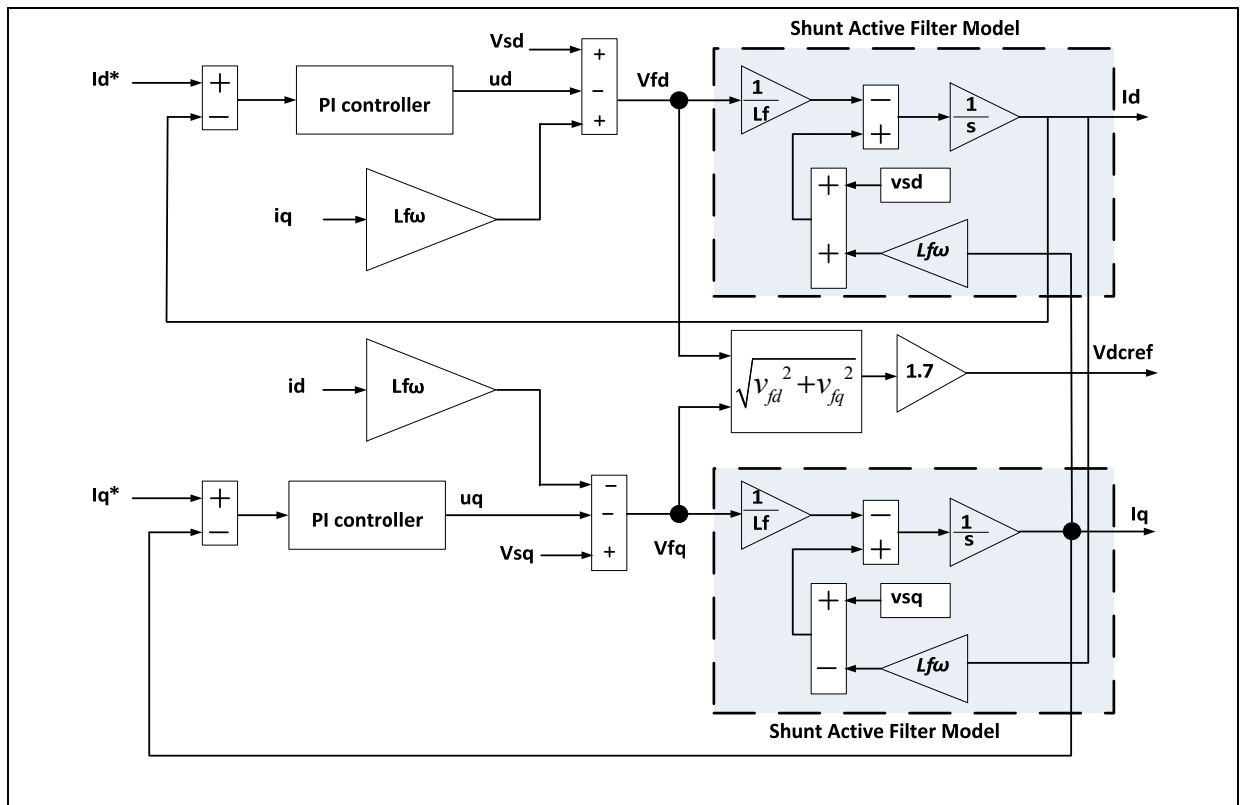 Shunt Active Filter Model
Id*
+
−
PI controller
ud
Vsd
+
−
+
Vfd
1
Lf
−
+
1
s
Id
+
+
vsd
Lfω
iq
Lfω
id
Lfω
√vfd² + vfq²
1.7
Vdcref
Iq*
+
−
PI controller
uq
Vsq
−
−
+
Vfq
1
Lf
−
+
1
s
Iq
+
−
vsq
Lfω
Shunt Active Filter Model